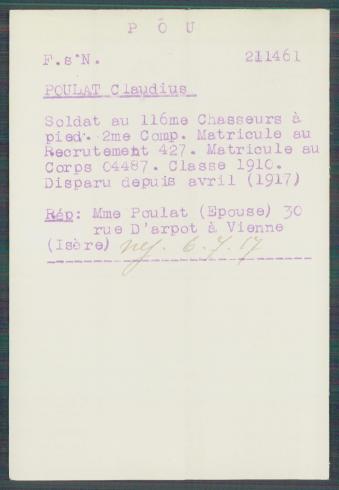 P Ô U
F.s^N. 211461
POULAT Claudius
Soldat au 116me Chasseurs à
pied. 2me Comp. Matricule au
Recrutement 427. Matricule au
Corps 04487. Classe 1910.
Disparu depuis avril (1917)
Rép: Mme Poulat (Epouse) 30
rue D'arpot à Vienne
(Isère) nég. 6.7.17